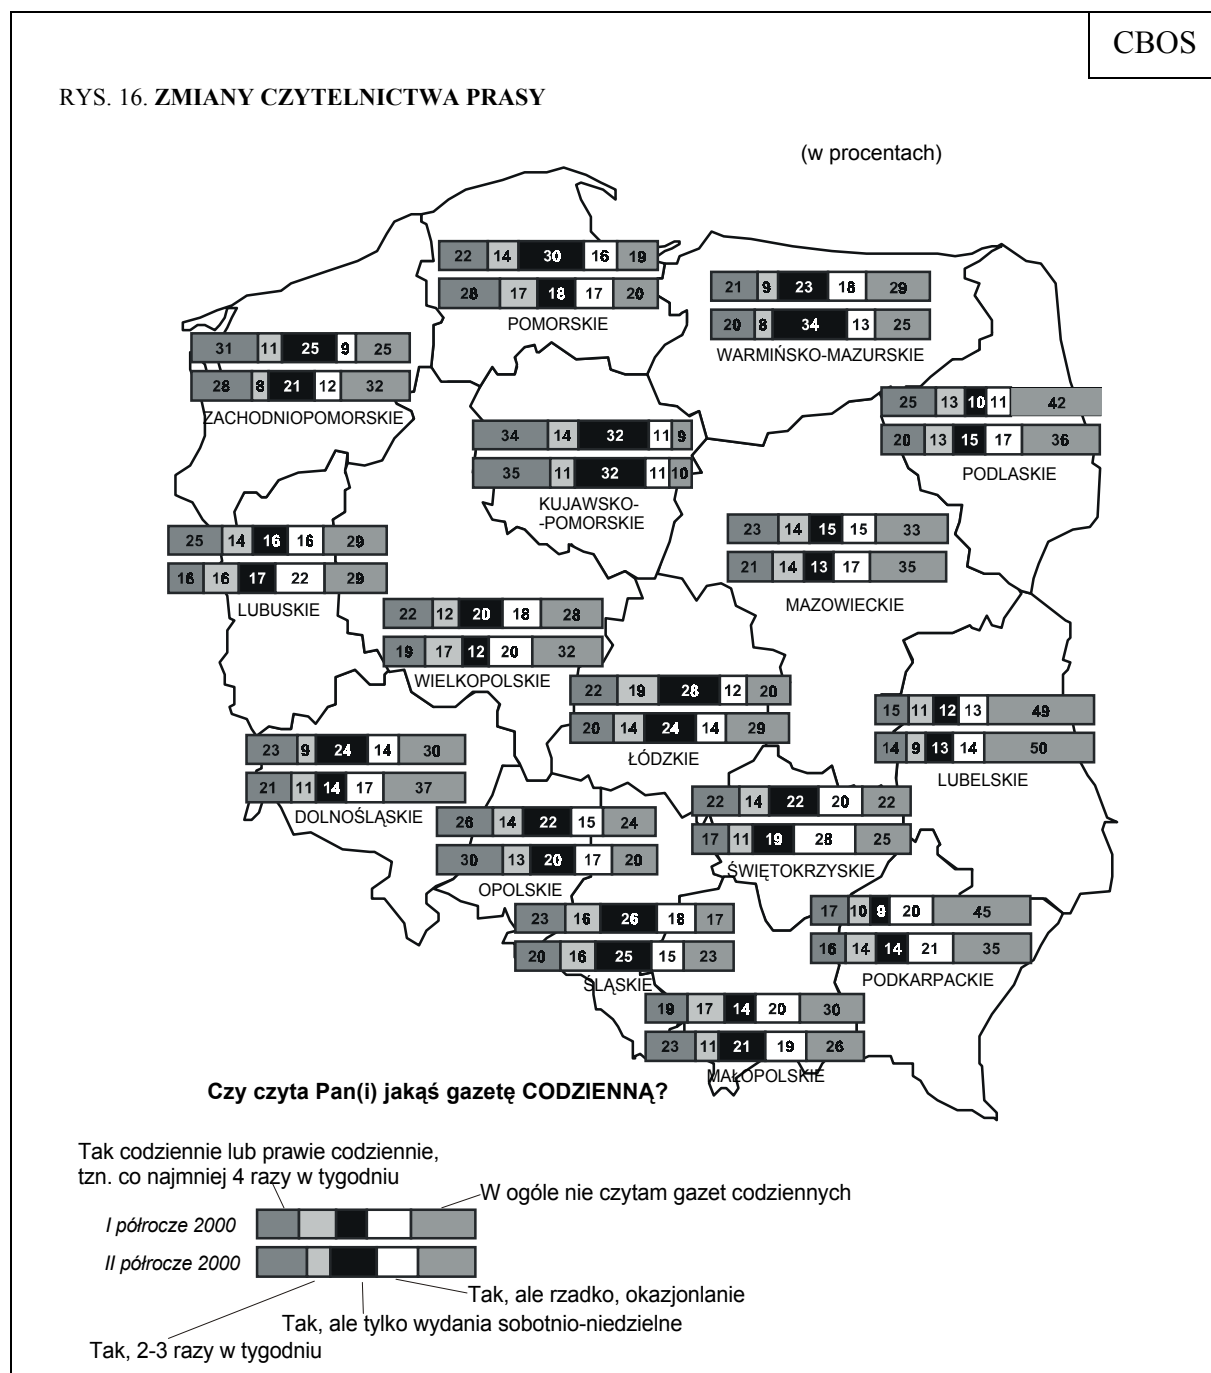 CBOS
RYS. 16. ZMIANY CZYTELNICTWA PRASY
(w procentach)
22 14 30 16 19
28 17 18 17 20
POMORSKIE
21 9 23 18 29
20 8 34 13 25
WARMIŃSKO-MAZURSKIE
31 11 25 9 25
28 8 21 12 32
ZACHODNIOPOMORSKIE
25 13 10 11 42
20 13 15 17 36
PODLASKIE
34 14 32 11 9
35 11 32 11 10
KUJAWSKO-
-POMORSKIE
25 14 16 16 29
16 16 17 22 29
LUBUSKIE
23 14 15 15 33
21 14 13 17 35
MAZOWIECKIE
22 12 20 18 28
19 17 12 20 32
WIELKOPOLSKIE
22 19 28 12 20
20 14 24 14 29
ŁÓDZKIE
15 11 12 13 49
14 9 13 14 50
LUBELSKIE
23 9 24 14 30
21 11 14 17 37
DOLNOŚLĄSKIE
22 14 22 20 22
17 11 19 28 25
ŚWIĘTOKRZYSKIE
26 14 22 15 24
30 13 20 17 20
OPOLSKIE
17 10 9 20 45
16 14 14 21 35
PODKARPACKIE
23 16 26 18 17
20 16 25 15 23
ŚLĄSKIE
19 17 14 20 30
23 11 21 19 26
MAŁOPOLSKIE
Czy czyta Pan(i) jakąś gazetę CODZIENNĄ?
Tak codziennie lub prawie codziennie,
tzn. co najmniej 4 razy w tygodniu
W ogóle nie czytam gazet codziennych
I półrocze 2000
II półrocze 2000
Tak, ale rzadko, okazjonlanie
Tak, ale tylko wydania sobotnio-niedzielne
Tak, 2-3 razy w tygodniu